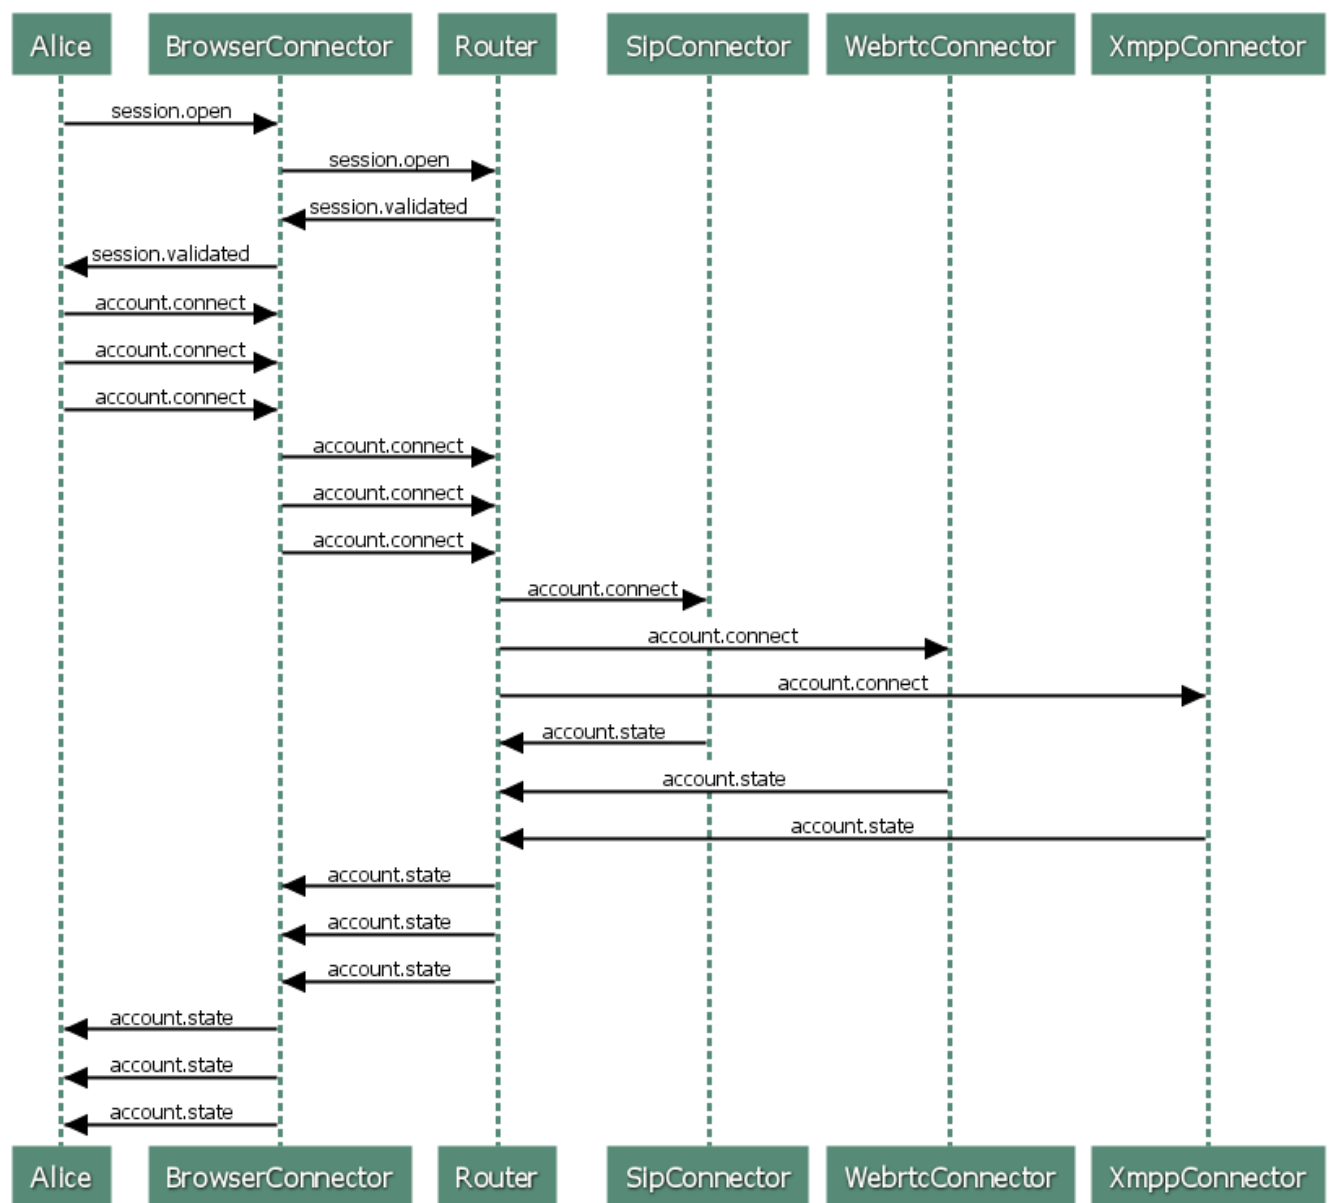 Alice BrowserConnector Router SipConnector WebrtcConnector XmppConnector
session.open
session.open
session.validated
session.validated
account.connect
account.connect
account.connect
account.connect
account.connect
account.connect
account.connect
account.connect
account.connect
account.state
account.state
account.state
account.state
account.state
account.state
account.state
account.state
account.state
Alice BrowserConnector Router SipConnector WebrtcConnector XmppConnector